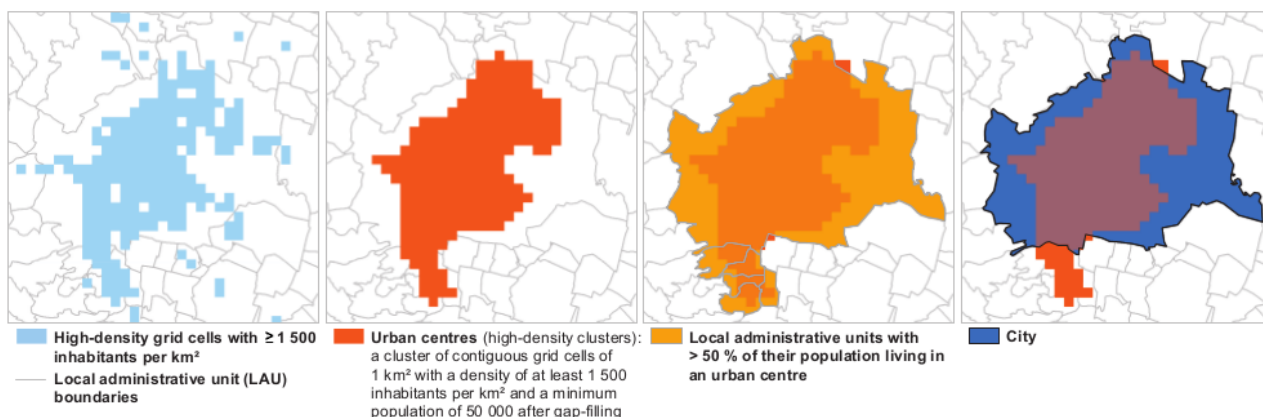 High-density grid cells with ≥ 1 500
inhabitants per km²
Local administrative unit (LAU)
boundaries
Urban centres (high-density clusters):
a cluster of contiguous grid cells of
1 km² with a density of at least 1 500
inhabitants per km² and a minimum
population of 50 000 after gap-filling
Local administrative units with
> 50 % of their population living in
an urban centre
City